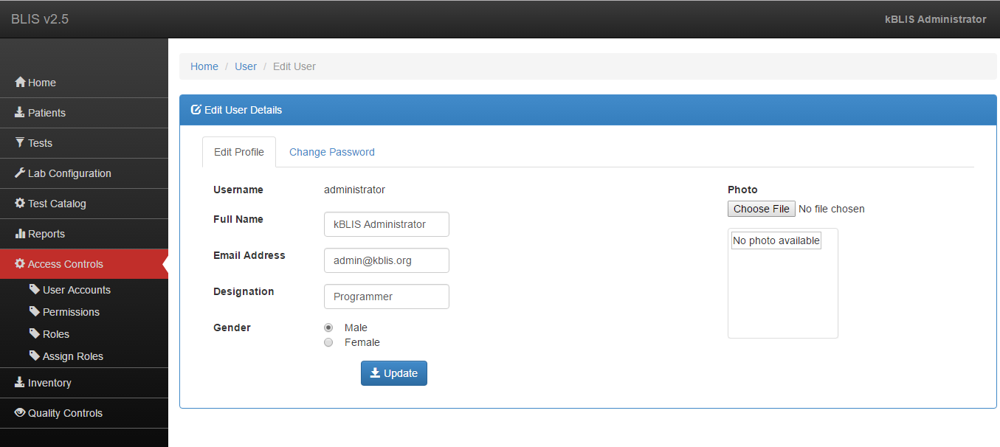 BLIS v2.5
kBLIS Administrator
Home
Patients
Tests
Lab Configuration
Test Catalog
Reports
Access Controls
User Accounts
Permissions
Roles
Assign Roles
Inventory
Quality Controls
Home / User / Edit User
Edit User Details
Edit Profile Change Password
Username administrator
Full Name kBLIS Administrator
Email Address admin@kblis.org
Designation Programmer
Gender Male
Female
Update
Photo
Choose File No file chosen
No photo available